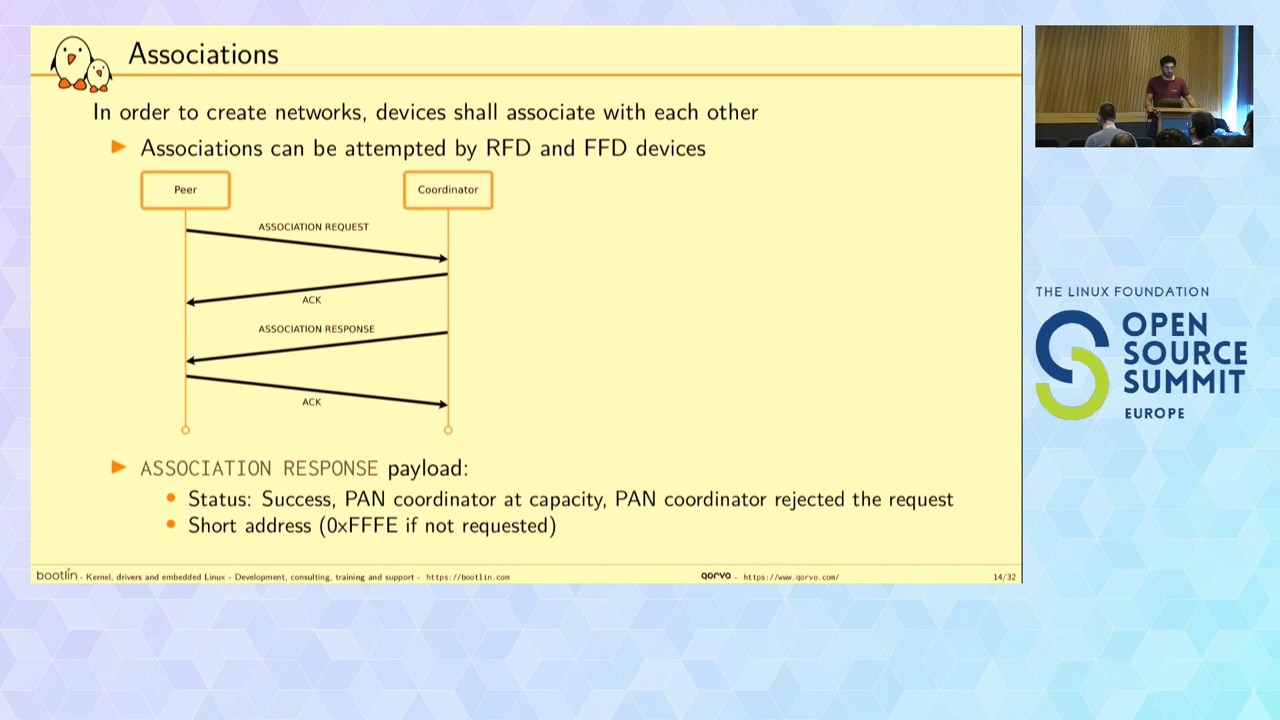 Associations
In order to create networks, devices shall associate with each other
Associations can be attempted by RFD and FFD devices
Peer
Coordinator
ASSOCIATION REQUEST
ACK
ASSOCIATION RESPONSE
ACK
ASSOCIATION RESPONSE payload:
Status: Success, PAN coordinator at capacity, PAN coordinator rejected the request
Short address (0xFFFE if not requested)
bootlin - Kernel, drivers and embedded Linux - Development, consulting, training and support - https://bootlin.com
qorvo - https://www.qorvo.com/
14/32
THE LINUX FOUNDATION
OPEN
SOURCE
SUMMIT
EUROPE